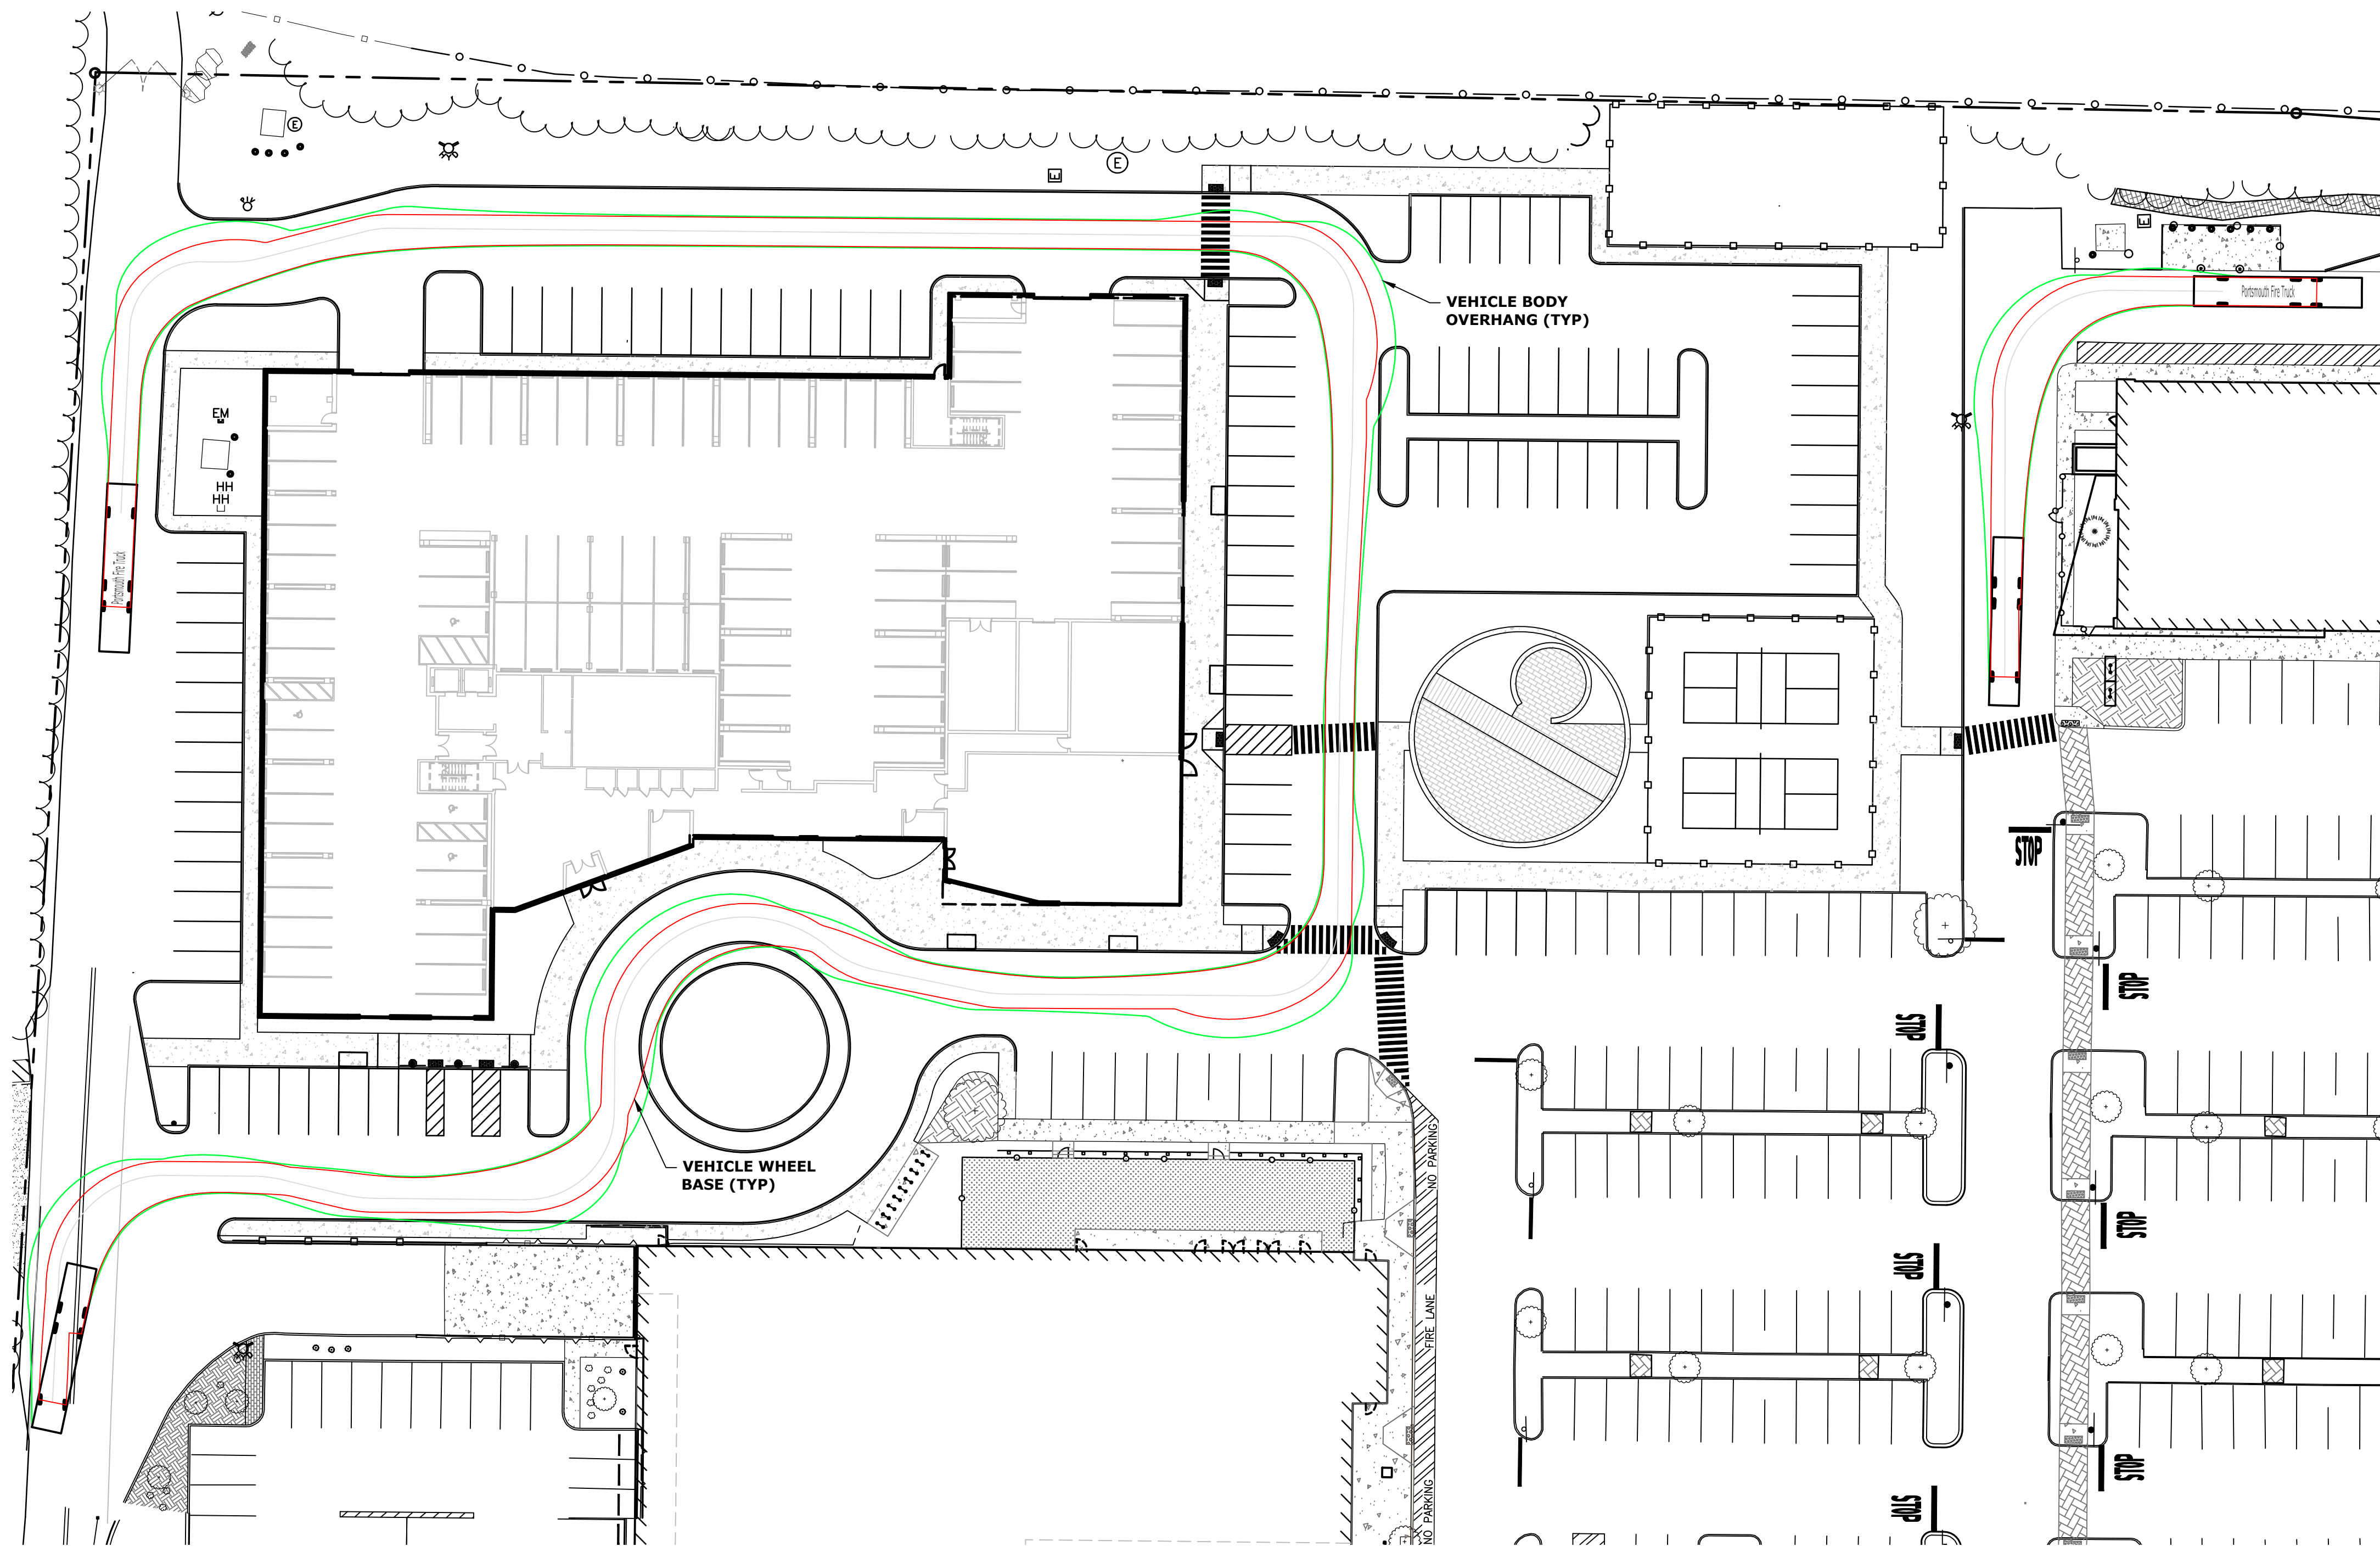 E
E
E
E
VEHICLE BODY
OVERHANG (TYP)
Portsmouth Fire Truck
EM
HH
HH
Portsmouth Fire Truck
STOP
STOP
STOP
VEHICLE WHEEL
BASE (TYP)
NO PARKING
STOP
STOP
FIRE LANE
STOP
NO PARKING
STOP